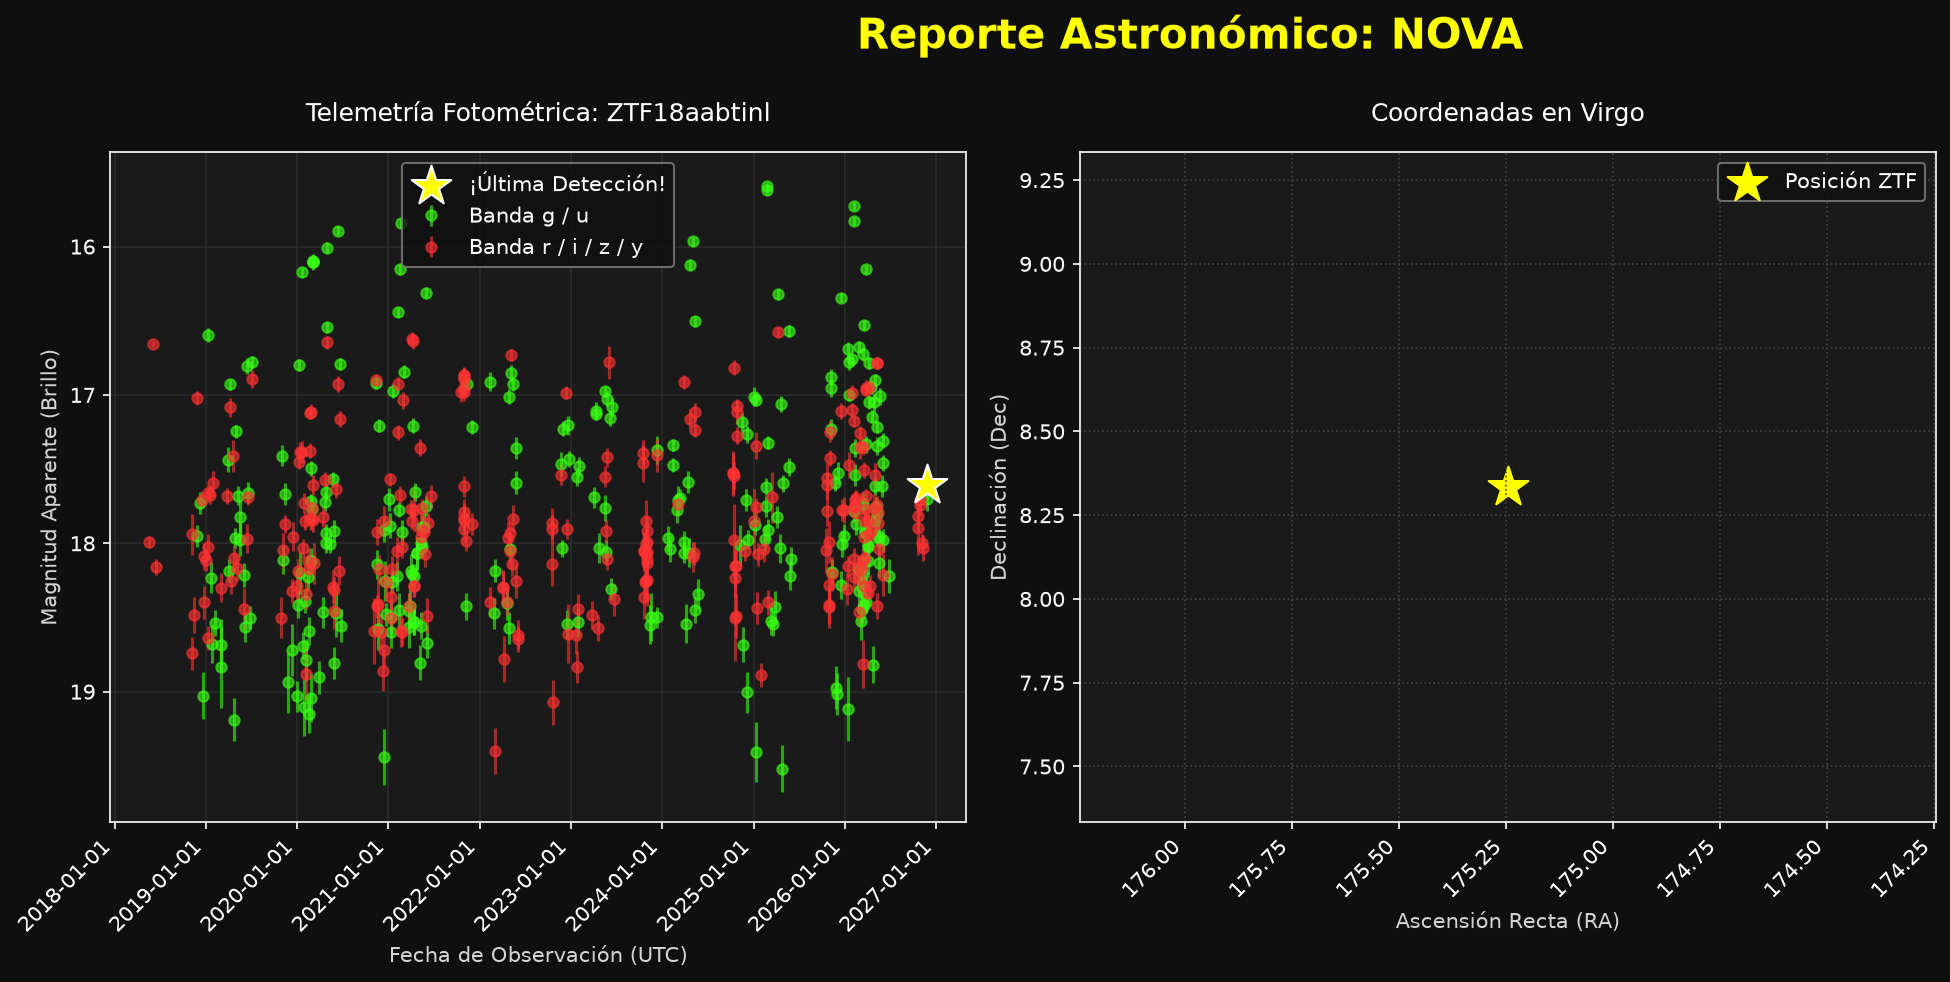 Reporte Astronómico: NOVA
Telemetría Fotométrica: ZTF18aabtinl
¡Última Detección!
Banda g / u
Banda r / i / z / y
Magnitud Aparente (Brillo)
16
17
18
19
2018-01-01
2019-01-01
2020-01-01
2021-01-01
2022-01-01
2023-01-01
2024-01-01
2025-01-01
2026-01-01
2027-01-01
Fecha de Observación (UTC)
Coordenadas en Virgo
Posición ZTF
Declinación (Dec)
9.25
9.00
8.75
8.50
8.25
8.00
7.75
7.50
176.00
175.75
175.50
175.25
175.00
174.75
174.50
174.25
Ascensión Recta (RA)